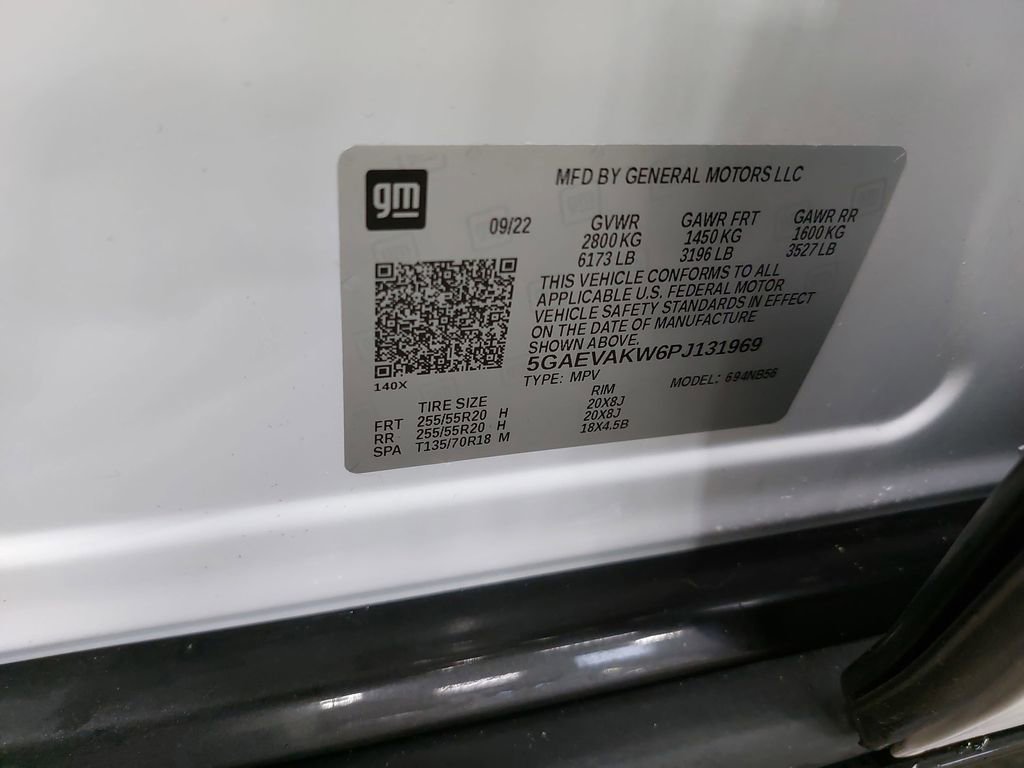 gm
MFD BY GENERAL MOTORS LLC
09/22 GVWR GAWR FRT GAWR RR
2800 KG 1450 KG 1600 KG
6173 LB 3196 LB 3527 LB
THIS VEHICLE CONFORMS TO ALL
APPLICABLE U.S. FEDERAL MOTOR
VEHICLE SAFETY STANDARDS IN EFFECT
ON THE DATE OF MANUFACTURE
SHOWN ABOVE.
5GAEVAKW6PJ131969
140X
TYPE: MPV MODEL: 694NB56
TIRE SIZE RIM
FRT 255/55R20 H 20X8J
RR 255/55R20 H 20X8J
SPA T135/70R18 M 18X4.5B